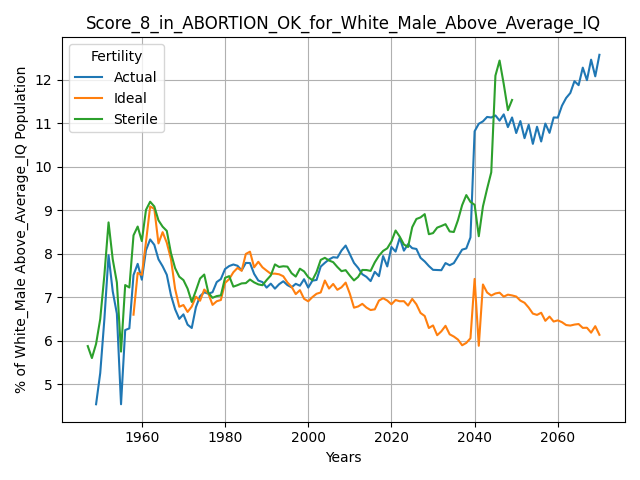 Score_8_in_ABORTION_OK_for_White_Male_Above_Average_IQ
Fertility
Actual
Ideal
Sterile
% of White_Male Above_Average_IQ Population
12
11
10
9
8
7
6
5
1960
1980
2000
2020
2040
2060
Years